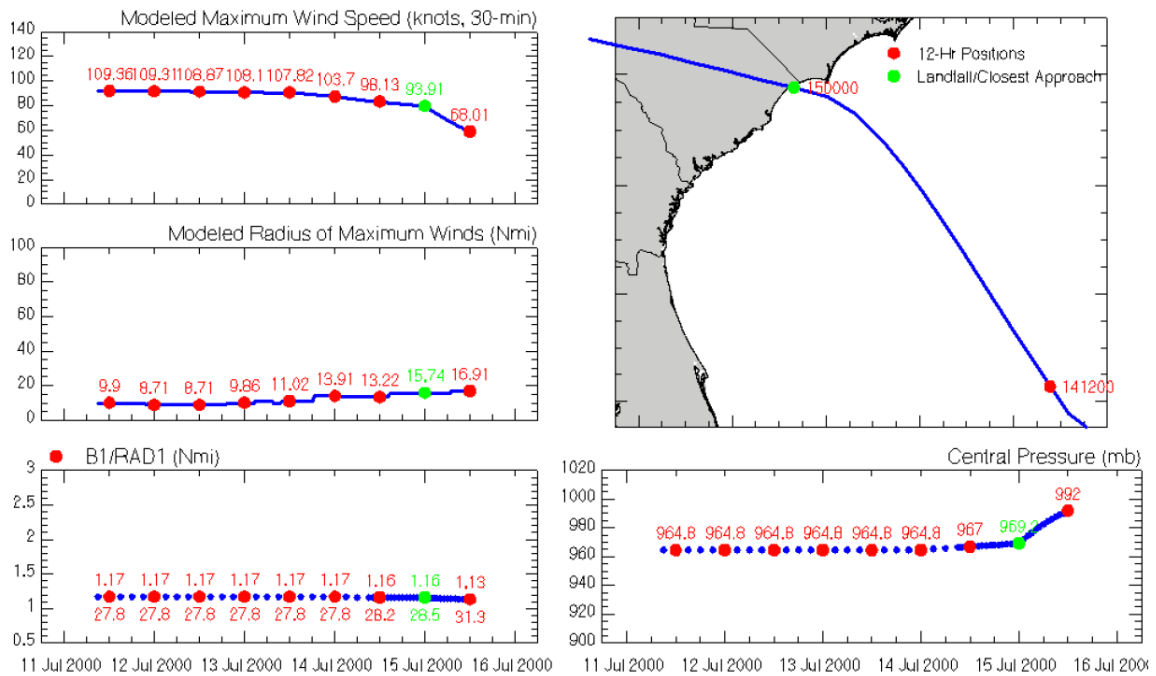 Modeled Maximum Wind Speed (knots, 30-min)
140
120
100
80
60
40
20
0
109.36 109.31 108.87 108.1 107.82 103.7 98.13 93.91 68.01
12-Hr Positions
Landfall/Closest Approach
150000
141200
Modeled Radius of Maximum Winds (Nmi)
100
80
60
40
20
0
9.9 8.71 8.71 9.86 11.02 13.91 13.22 15.74 16.91
B1/RAD1 (Nmi)
3
2.5
2
1.5
1
0.5
1.17 1.17 1.17 1.17 1.17 1.17 1.16 1.16 1.13
27.8 27.8 27.8 27.8 27.8 27.8 28.2 28.5 31.3
11 Jul 2000 12 Jul 2000 13 Jul 2000 14 Jul 2000 15 Jul 2000 16 Jul 2000
Central Pressure (mb)
1020
1000
980
960
940
920
900
964.8 964.8 964.8 964.8 964.8 964.8 967 969.2 992
11 Jul 2000 12 Jul 2000 13 Jul 2000 14 Jul 2000 15 Jul 2000 16 Jul 2000